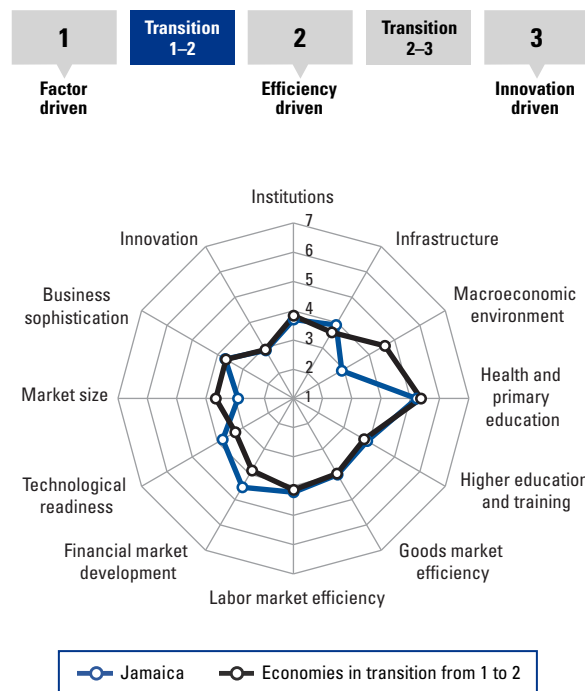 1
Transition
1–2
2
Transition
2–3
3
Factor
driven
Efficiency
driven
Innovation
driven
Institutions
Infrastructure
Macroeconomic
environment
Health and
primary
education
Higher education
and training
Goods market
efficiency
Labor market efficiency
Financial market
development
Technological
readiness
Market size
Business
sophistication
Innovation
7
6
5
4
3
2
1
Jamaica
Economies in transition from 1 to 2